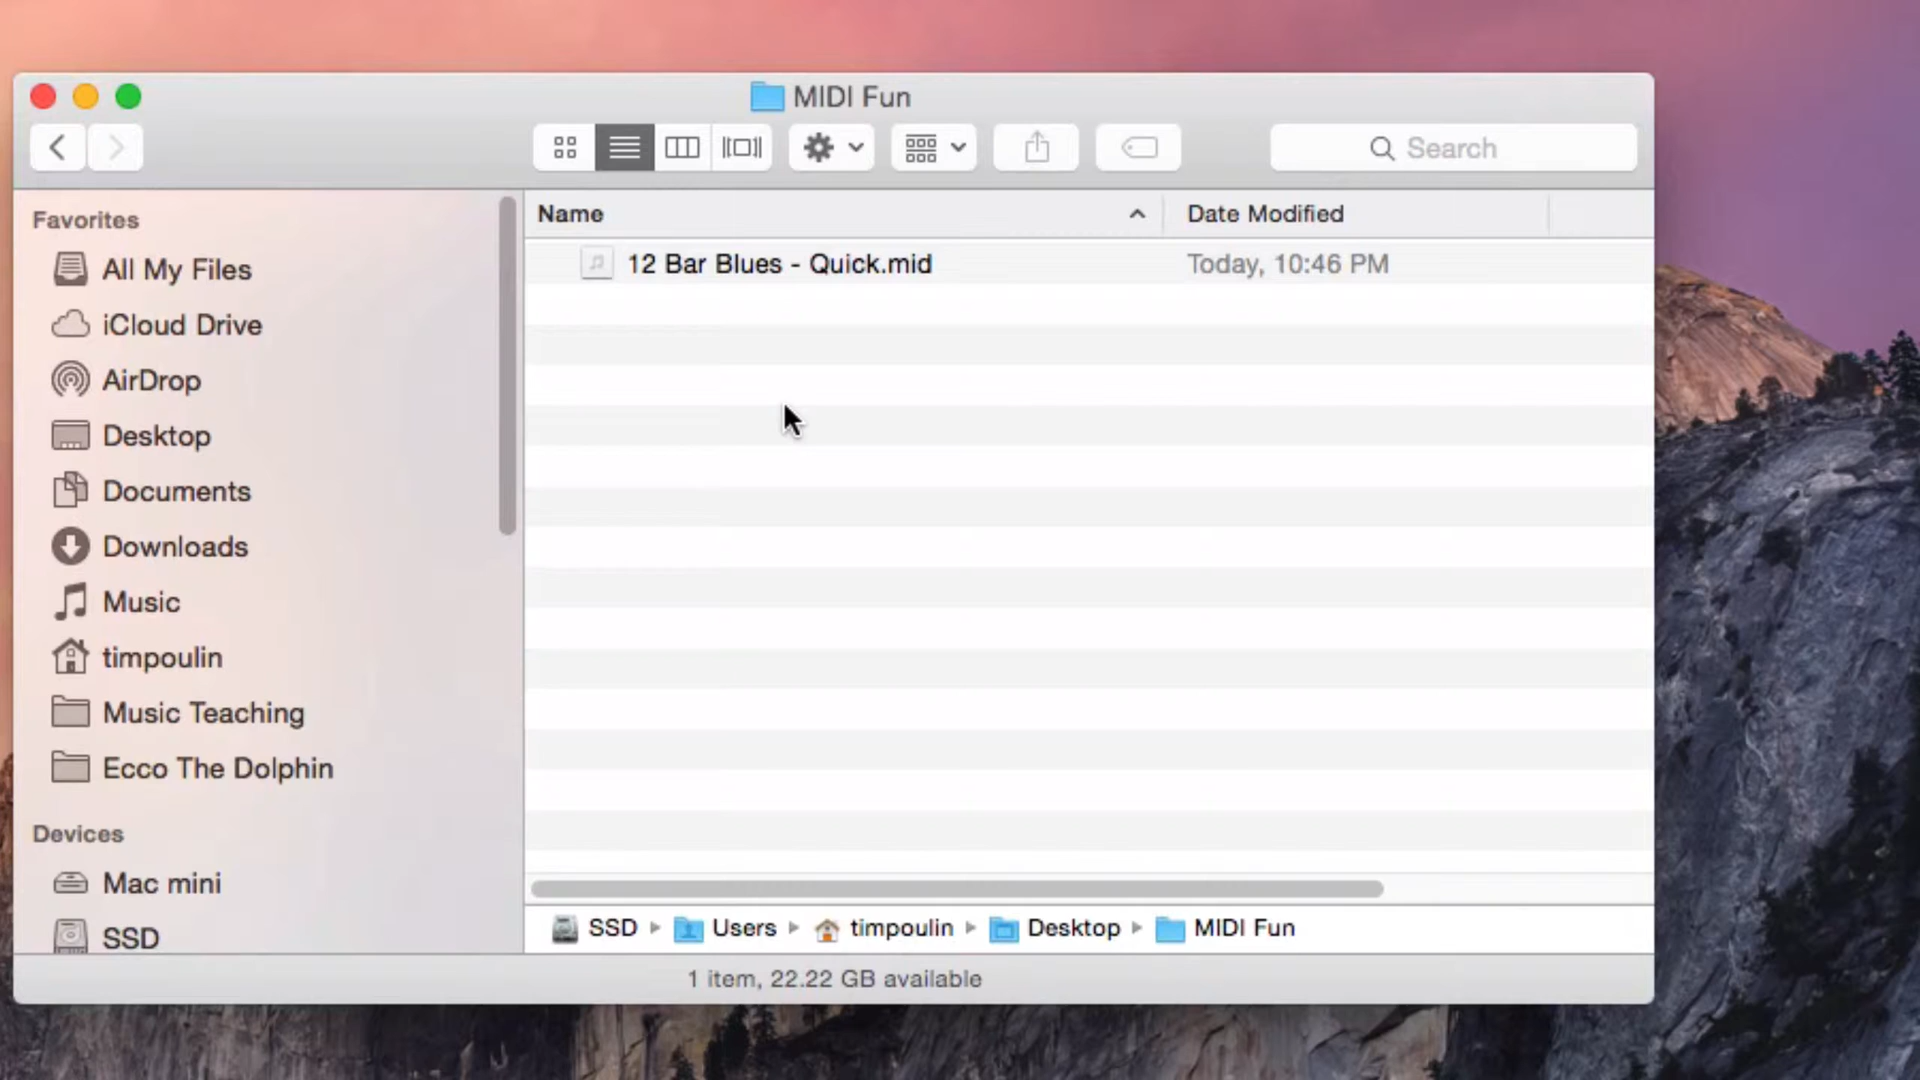 MIDI Fun
Search
Favorites
All My Files
iCloud Drive
AirDrop
Desktop
Documents
Downloads
Music
timpoulin
Music Teaching
Ecco The Dolphin
Devices
Mac mini
SSD
Name
Date Modified
12 Bar Blues - Quick.mid
Today, 10:46 PM
SSD
Users
timpoulin
Desktop
MIDI Fun
1 item, 22.22 GB available